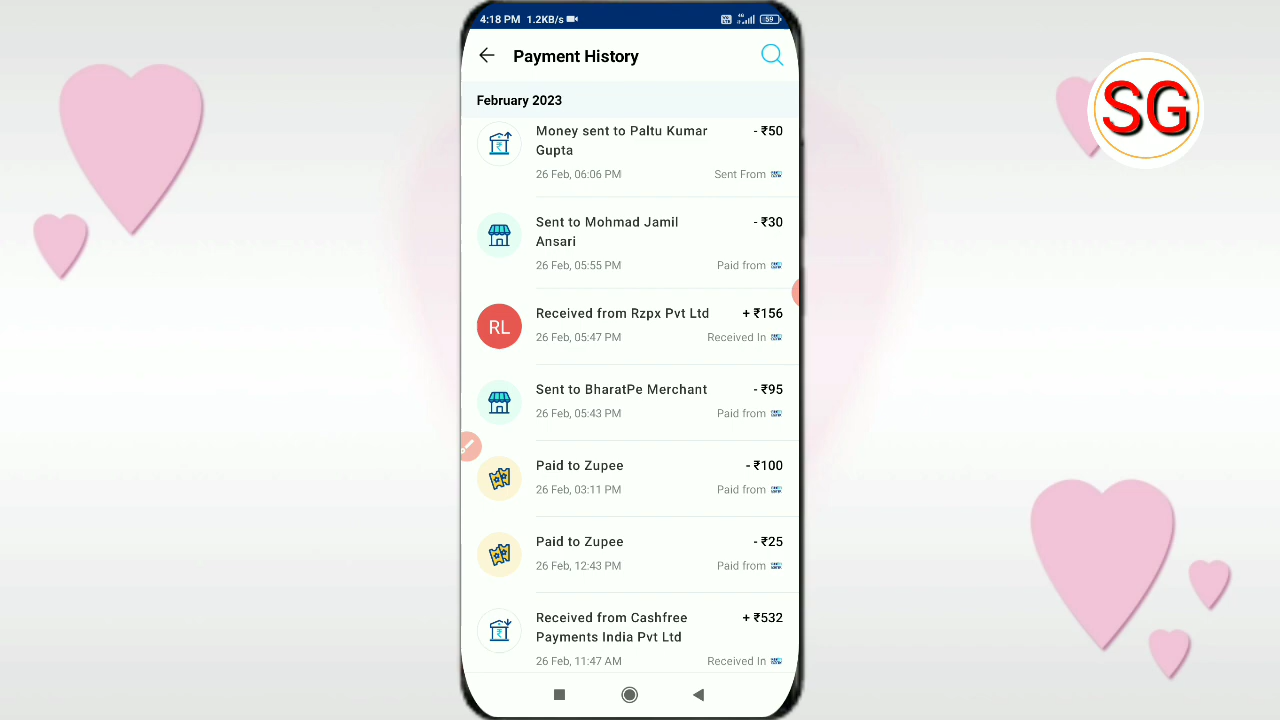 4:18 PM 1.2KB/s 4G 59
Payment History
SG
February 2023
Money sent to Paltu Kumar - ₹50
Gupta
26 Feb, 06:06 PM Sent From
Sent to Mohmad Jamil - ₹30
Ansari
26 Feb, 05:55 PM Paid from
RL Received from Rzpx Pvt Ltd + ₹156
26 Feb, 05:47 PM Received In
Sent to BharatPe Merchant - ₹95
26 Feb, 05:43 PM Paid from
Paid to Zupee - ₹100
26 Feb, 03:11 PM Paid from
Paid to Zupee - ₹25
26 Feb, 12:43 PM Paid from
Received from Cashfree + ₹532
Payments India Pvt Ltd
26 Feb, 11:47 AM Received In